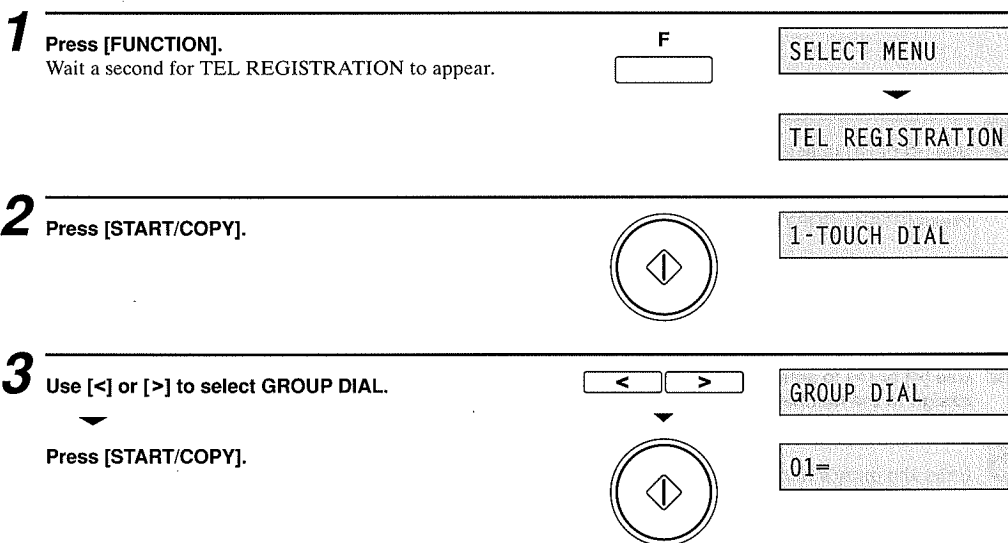 1
Press [FUNCTION].
Wait a second for TEL REGISTRATION to appear.
F
SELECT MENU
TEL REGISTRATION
2
Press [START/COPY].
1-TOUCH DIAL
3
Use [<] or [>] to select GROUP DIAL.
< >
GROUP DIAL
Press [START/COPY].
01=